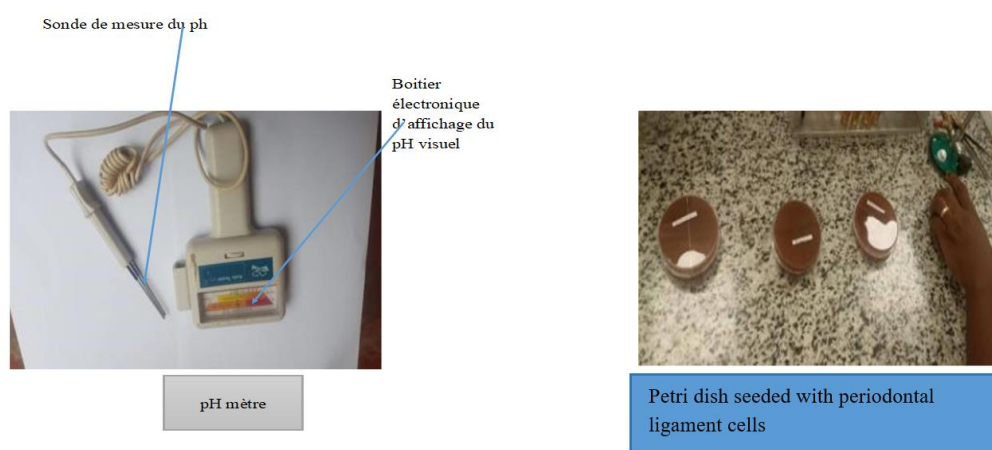 Sonde de mesure du ph
Boitier
électronique
d'affichage du
pH visuel
pH mètre
Petri dish seeded with periodontal
ligament cells